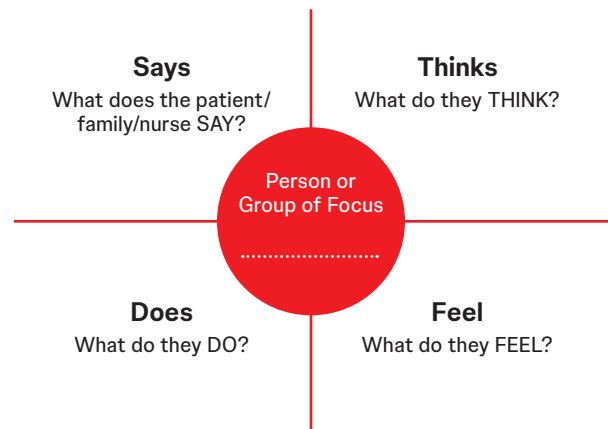 Says
What does the patient/
family/nurse SAY?
Thinks
What do they THINK?
Person or
Group of Focus
..............................
Does
What do they DO?
Feel
What do they FEEL?